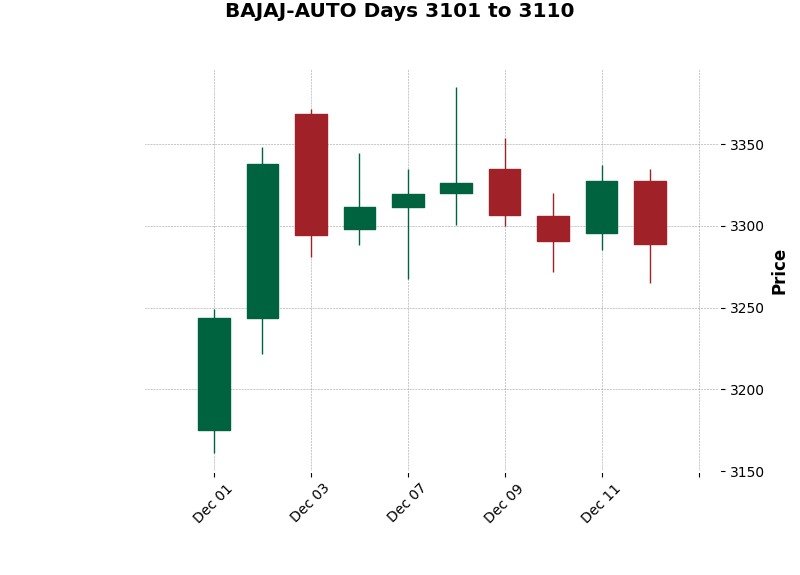 BAJAJ-AUTO Days 3101 to 3110
3350
3300
3250
3200
3150
Price
Dec 01
Dec 03
Dec 07
Dec 09
Dec 11